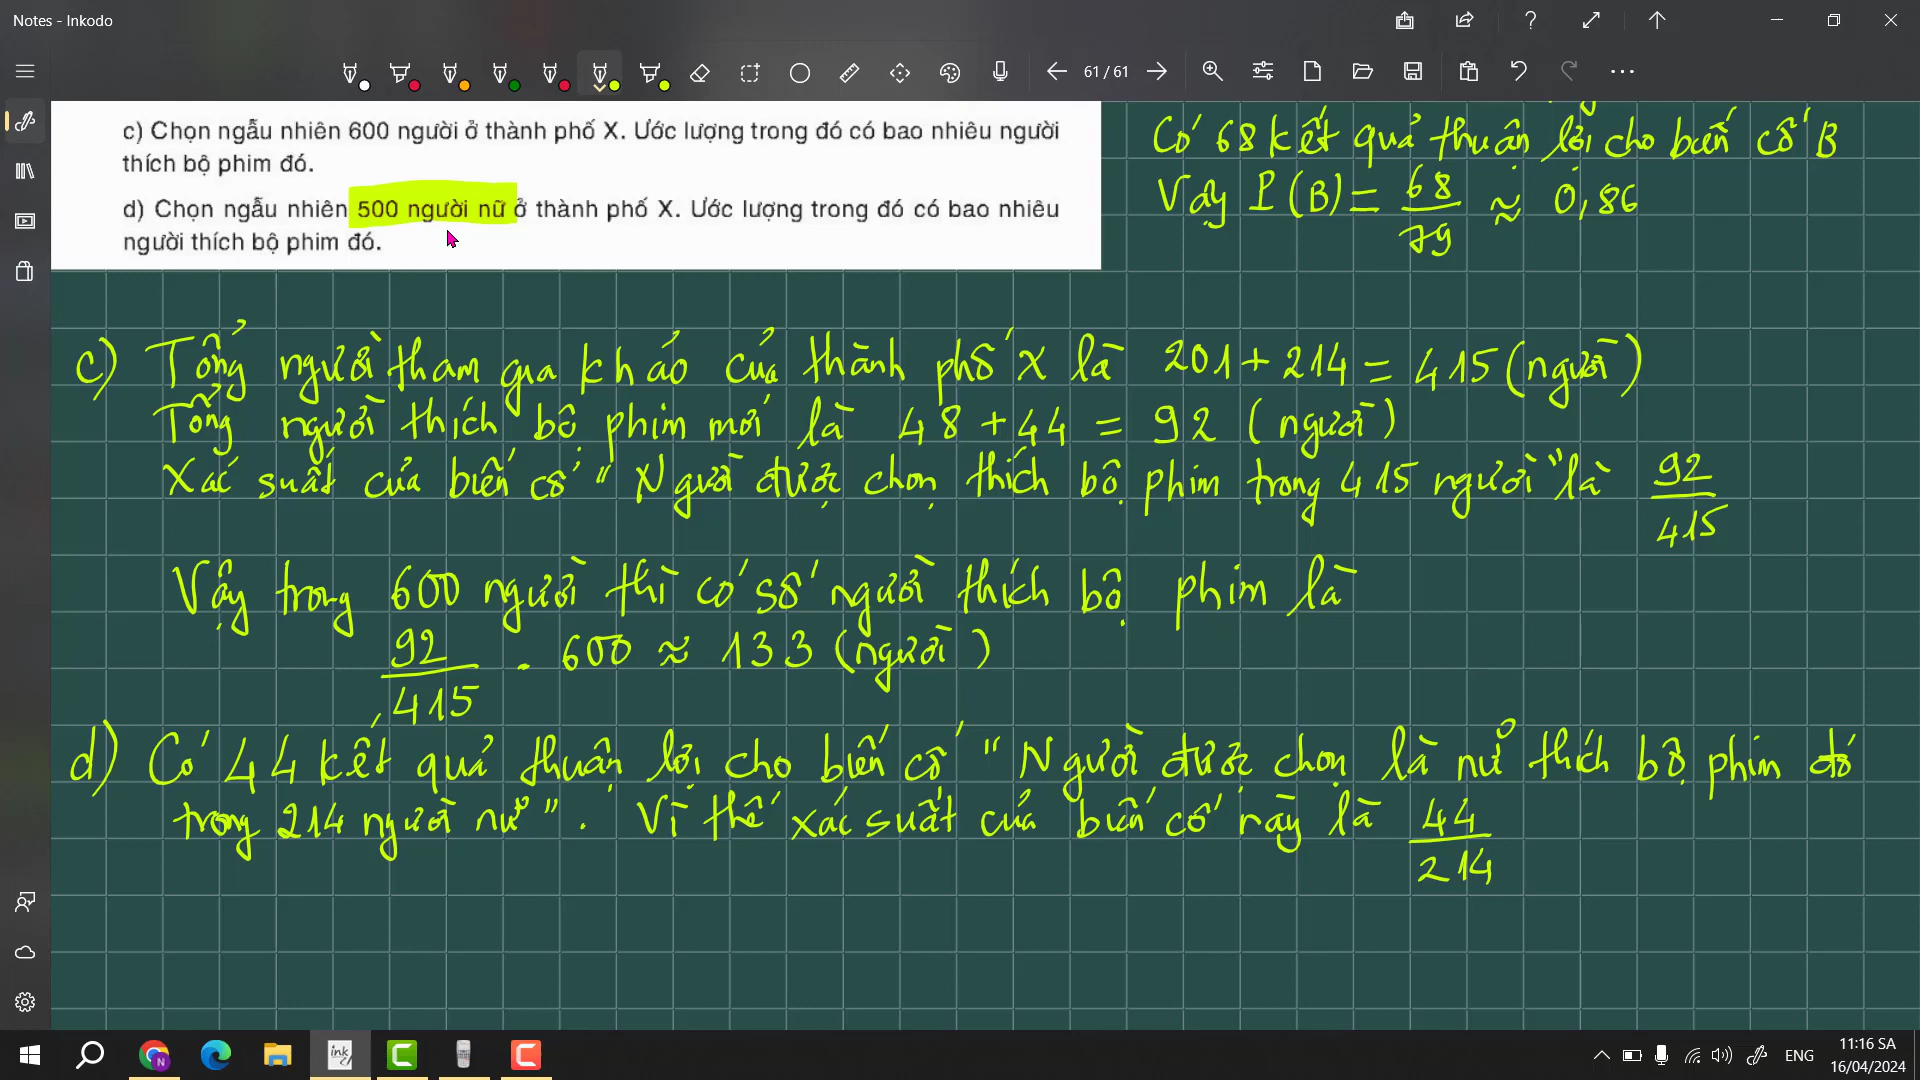 Notes - Inkodo
61 / 61
c) Chọn ngẫu nhiên 600 người ở thành phố X. Ước lượng trong đó có bao nhiêu người
thích bộ phim đó.
d) Chọn ngẫu nhiên 500 người nữ ở thành phố X. Ước lượng trong đó có bao nhiêu
người thích bộ phim đó.
Có 68 kết quả thuận lợi cho biến cố B
Vậy P(B) = 68/79 ≈ 0,86
c) Tổng người tham gia khảo của thành phố X là 201 + 214 = 415 (người)
Tổng người thích bộ phim mới là 48 + 44 = 92 (người)
Xác suất của biến cố " Người được chọn thích bộ phim trong 415 người" là 92/415
Vậy trong 600 người thì có số người thích bộ phim là
92/415 . 600 ≈ 133 (người)
d) Có 44 kết quả thuận lợi cho biến cố " Người được chọn là nữ thích bộ phim đó
trong 214 người nữ". Vì thế xác suất của biến cố này là 44/214
ink
N
C
C
ENG
11:16 SA
16/04/2024